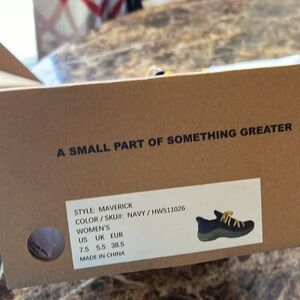 A SMALL PART OF SOMETHING GREATER
STYLE: MAVERICK
COLOR / SKU#: NAVY / HW511026
WOMEN'S
US UK EUR
7.5 5.5 38.5
MADE IN CHINA